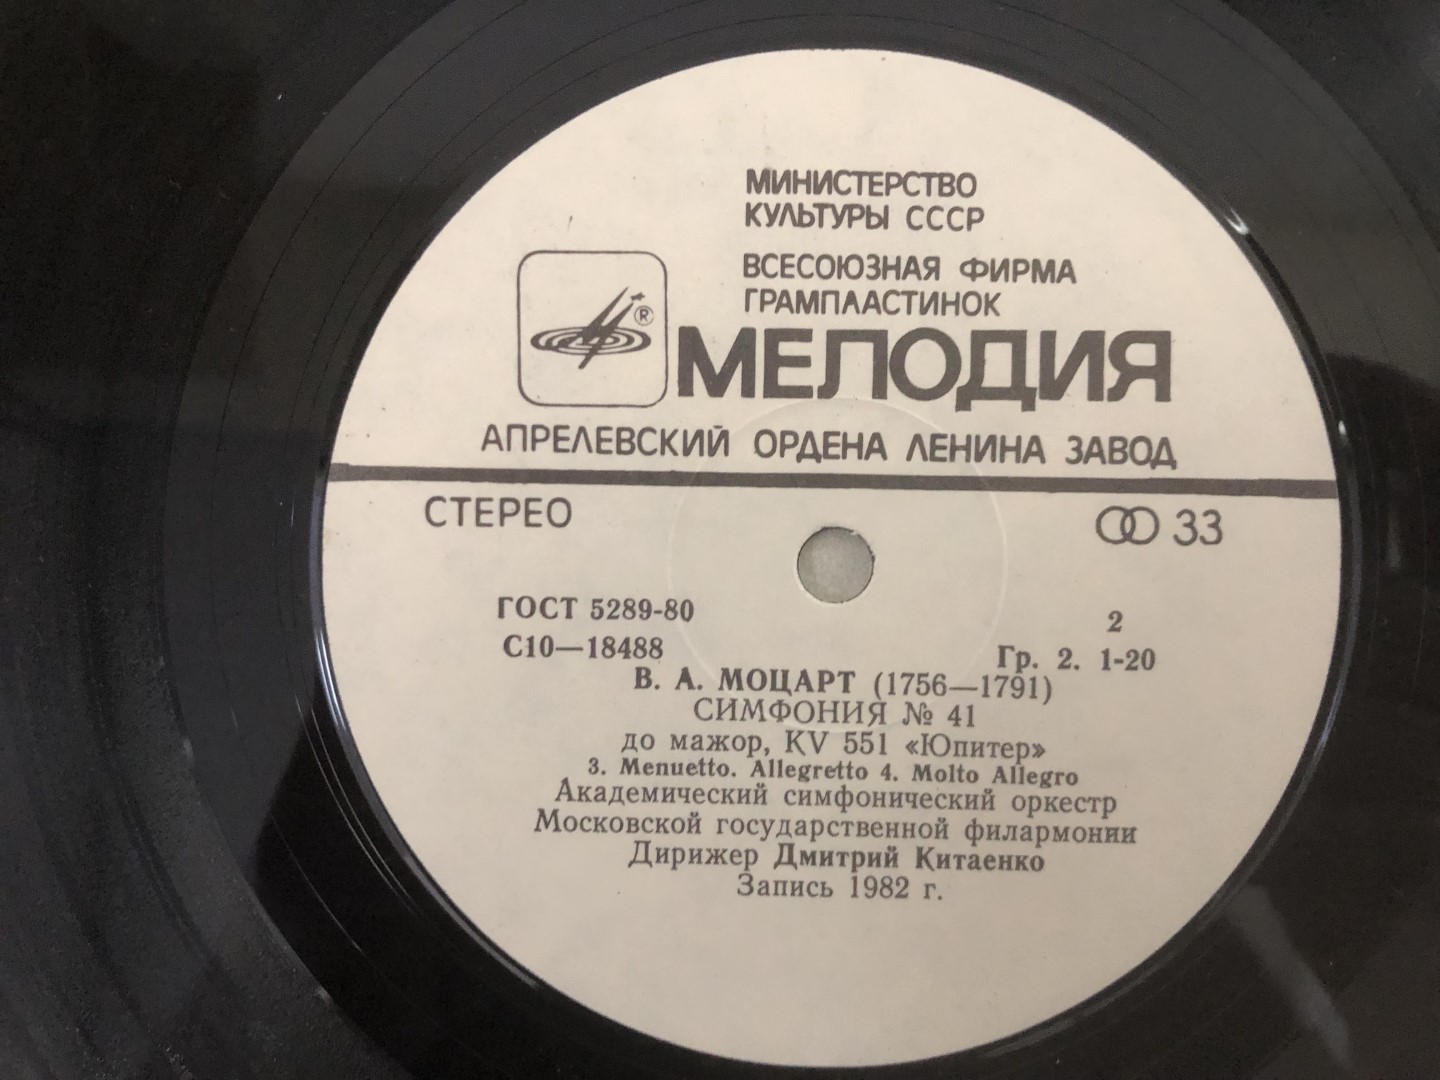 МИНИСТЕРСТВО
КУЛЬТУРЫ СССР
ВСЕСОЮЗНАЯ ФИРМА
ГРАМПЛАСТИНОК
®
МЕЛОДИЯ
АПРЕЛЕВСКИЙ ОРДЕНА ЛЕНИНА ЗАВОД
СТЕРЕО
33
ГОСТ 5289-80
2
С10—18488
Гр. 2. 1-20
В. А. МОЦАРТ (1756—1791)
СИМФОНИЯ № 41
до мажор, KV 551 «Юпитер»
3. Menuetto. Allegretto 4. Molto Allegro
Академический симфонический оркестр
Московской государственной филармонии
Дирижер Дмитрий Китаенко
Запись 1982 г.